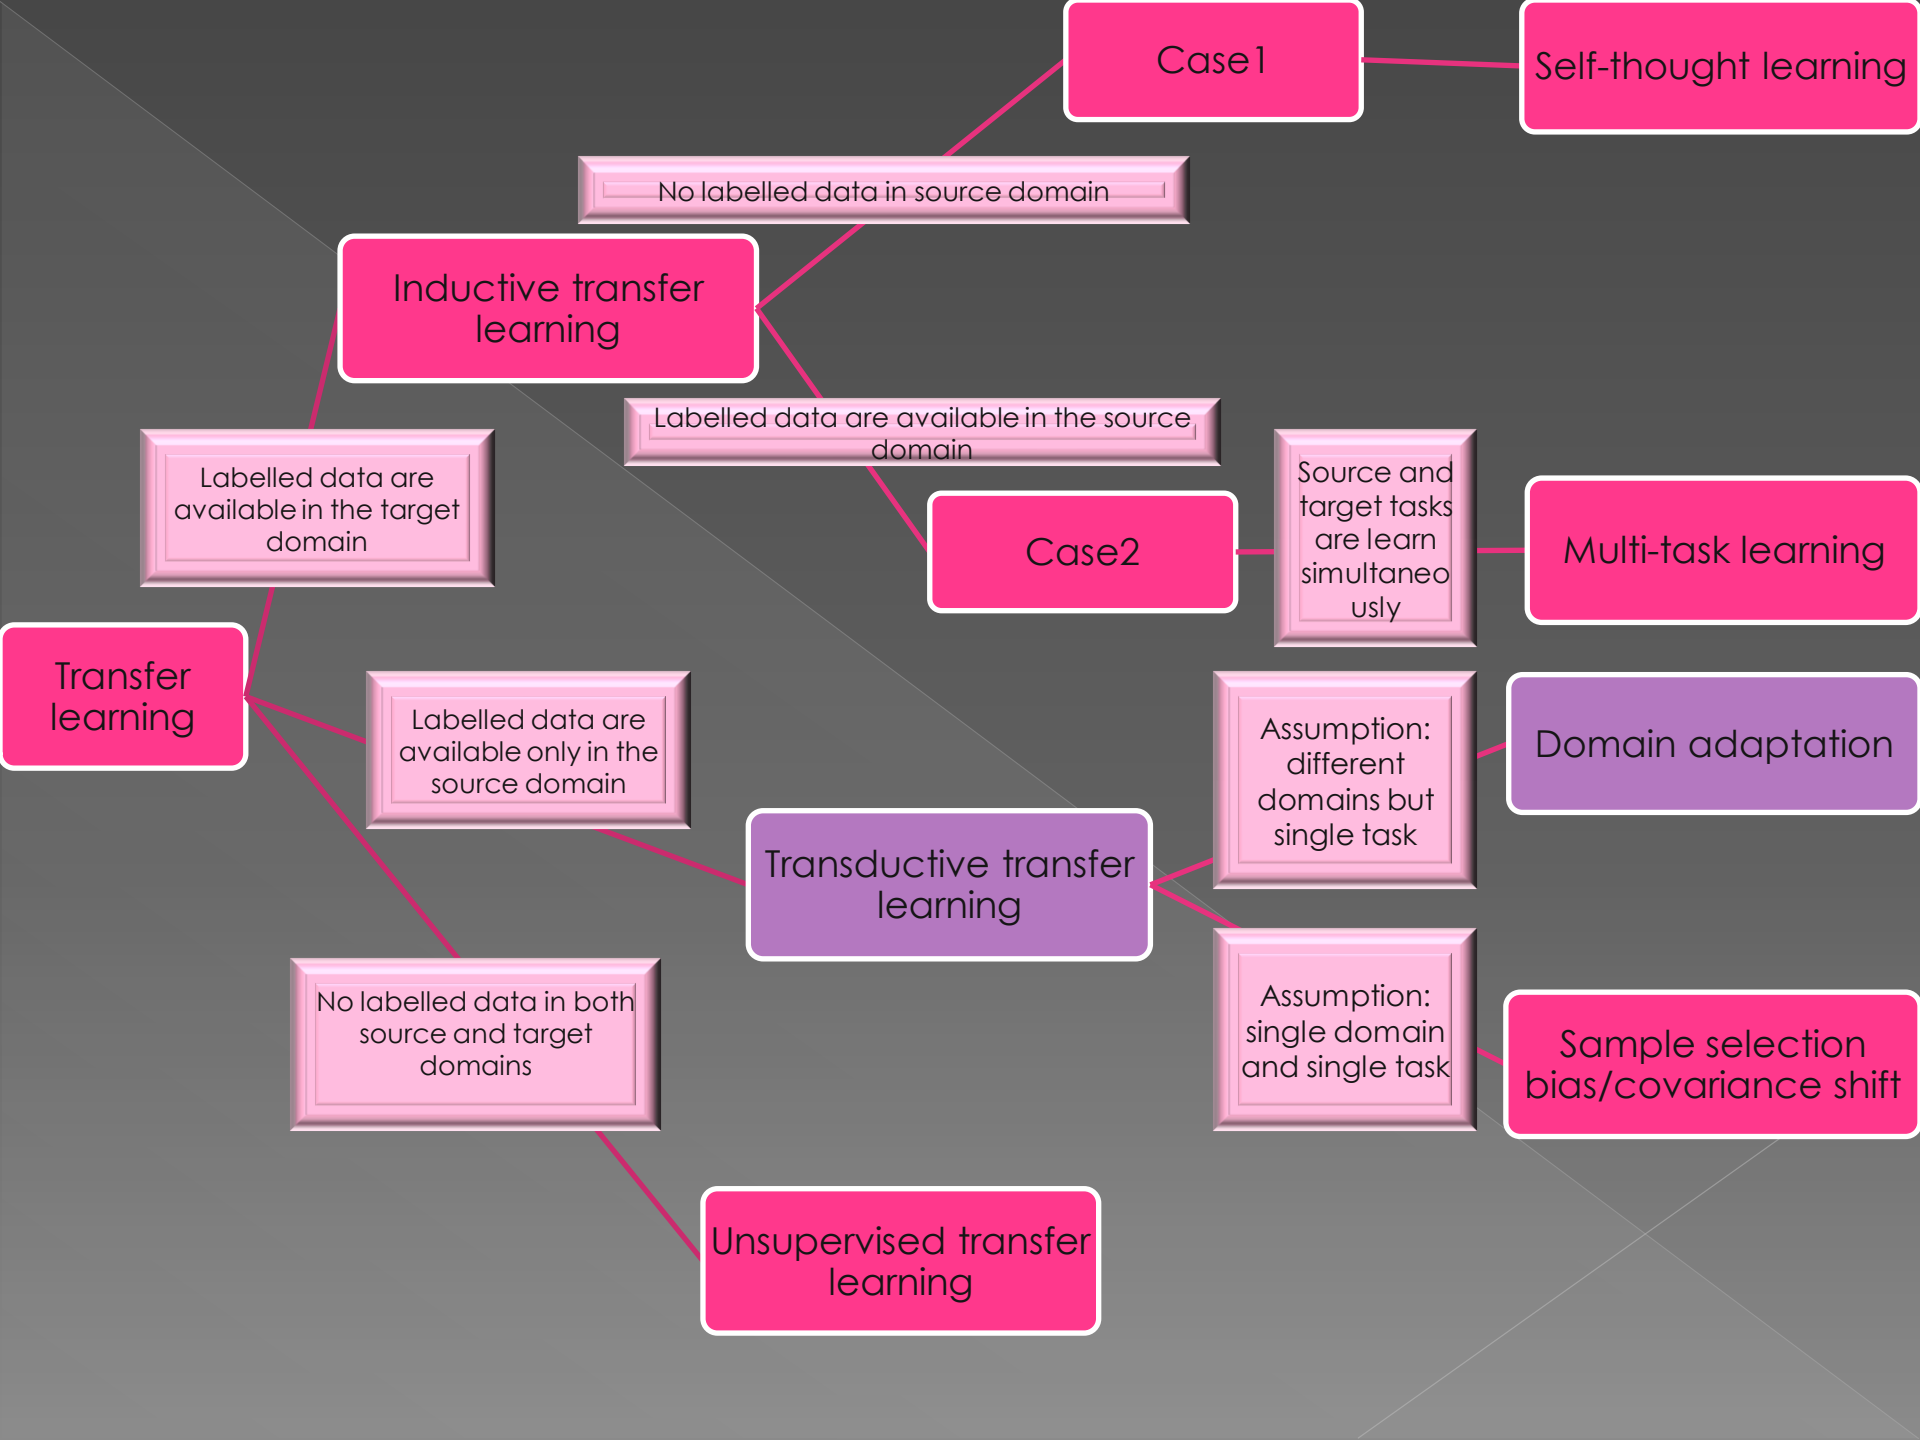 Case1
Self-thought learning
No labelled data in source domain
Inductive transfer
learning
Labelled data are available in the source
domain
Labelled data are
available in the target
domain
Source and
target tasks
are learn
simultaneo
usly
Case2
Multi-task learning
Transfer
learning
Labelled data are
available only in the
source domain
Assumption:
different
domains but
single task
Domain adaptation
Transductive transfer
learning
No labelled data in both
source and target
domains
Assumption:
single domain
and single task
Sample selection
bias/covariance shift
Unsupervised transfer
learning